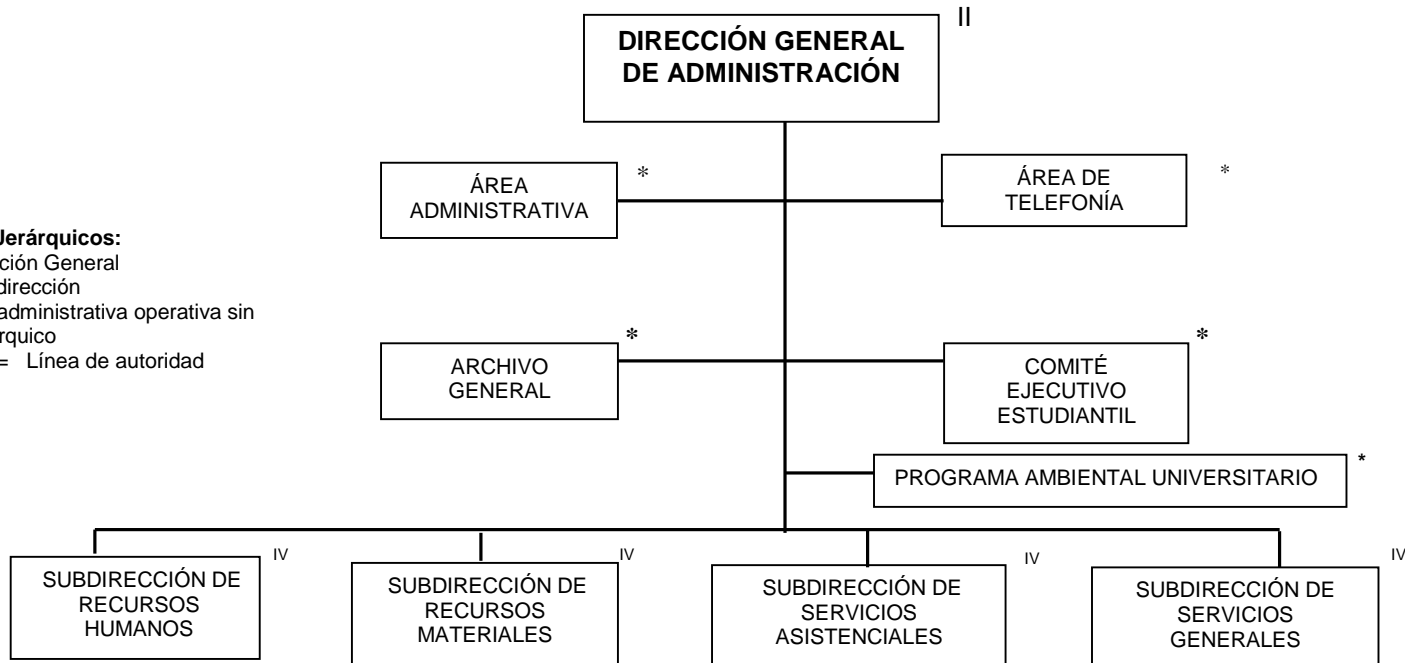 II
DIRECCIÓN GENERAL
DE ADMINISTRACIÓN
ÁREA
ADMINISTRATIVA
*
ÁREA DE
TELEFONÍA
*
Jerárquicos:
ción General
dirección
administrativa operativa sin
rquico
= Línea de autoridad
ARCHIVO
GENERAL
*
COMITÉ
EJECUTIVO
ESTUDIANTIL
*
PROGRAMA AMBIENTAL UNIVERSITARIO
*
SUBDIRECCIÓN DE
RECURSOS
HUMANOS
IV
SUBDIRECCIÓN DE
RECURSOS
MATERIALES
IV
SUBDIRECCIÓN DE
SERVICIOS
ASISTENCIALES
IV
SUBDIRECCIÓN DE
SERVICIOS
GENERALES
IV